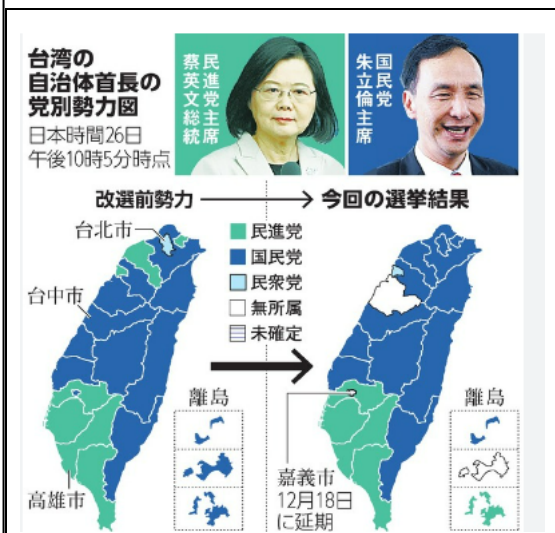 台湾の
自治体首長の
党別勢力図
日本時間26日
午後10時5分時点
民進党主席
蔡英文総統
国民党
朱立倫主席
改選前勢力
今回の選挙結果
台北市
台中市
高雄市
民進党
国民党
民衆党
無所属
未確定
離島
離島
嘉義市
12月18日
に延期